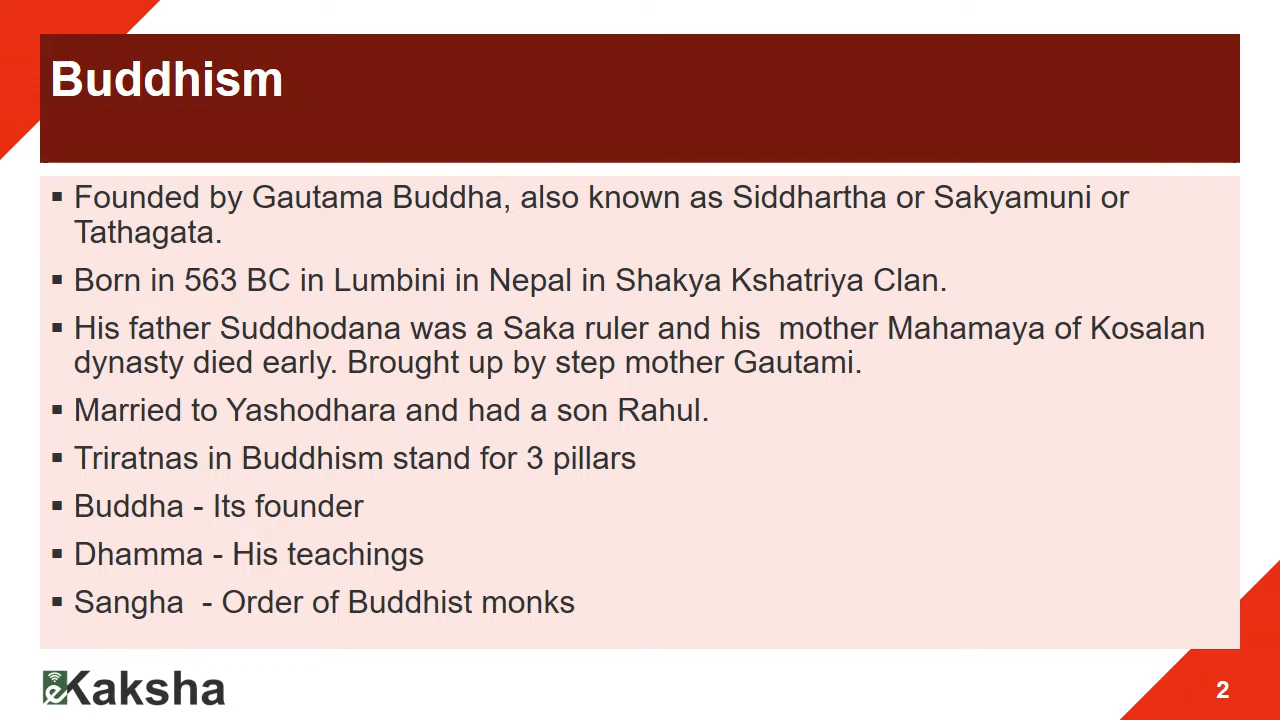 Buddhism
▪ Founded by Gautama Buddha, also known as Siddhartha or Sakyamuni or
Tathagata.
▪ Born in 563 BC in Lumbini in Nepal in Shakya Kshatriya Clan.
▪ His father Suddhodana was a Saka ruler and his  mother Mahamaya of Kosalan
dynasty died early. Brought up by step mother Gautami.
▪ Married to Yashodhara and had a son Rahul.
▪ Triratnas in Buddhism stand for 3 pillars
▪ Buddha - Its founder
▪ Dhamma - His teachings
▪ Sangha  - Order of Buddhist monks
eKaksha
2